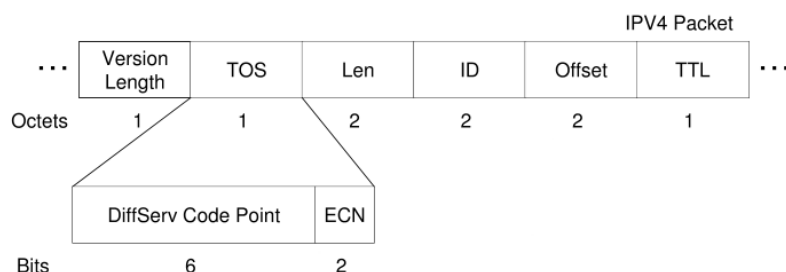 IPV4 Packet
... Version Length TOS Len ID Offset TTL ...
Octets 1 1 2 2 2 1
DiffServ Code Point ECN
Bits 6 2